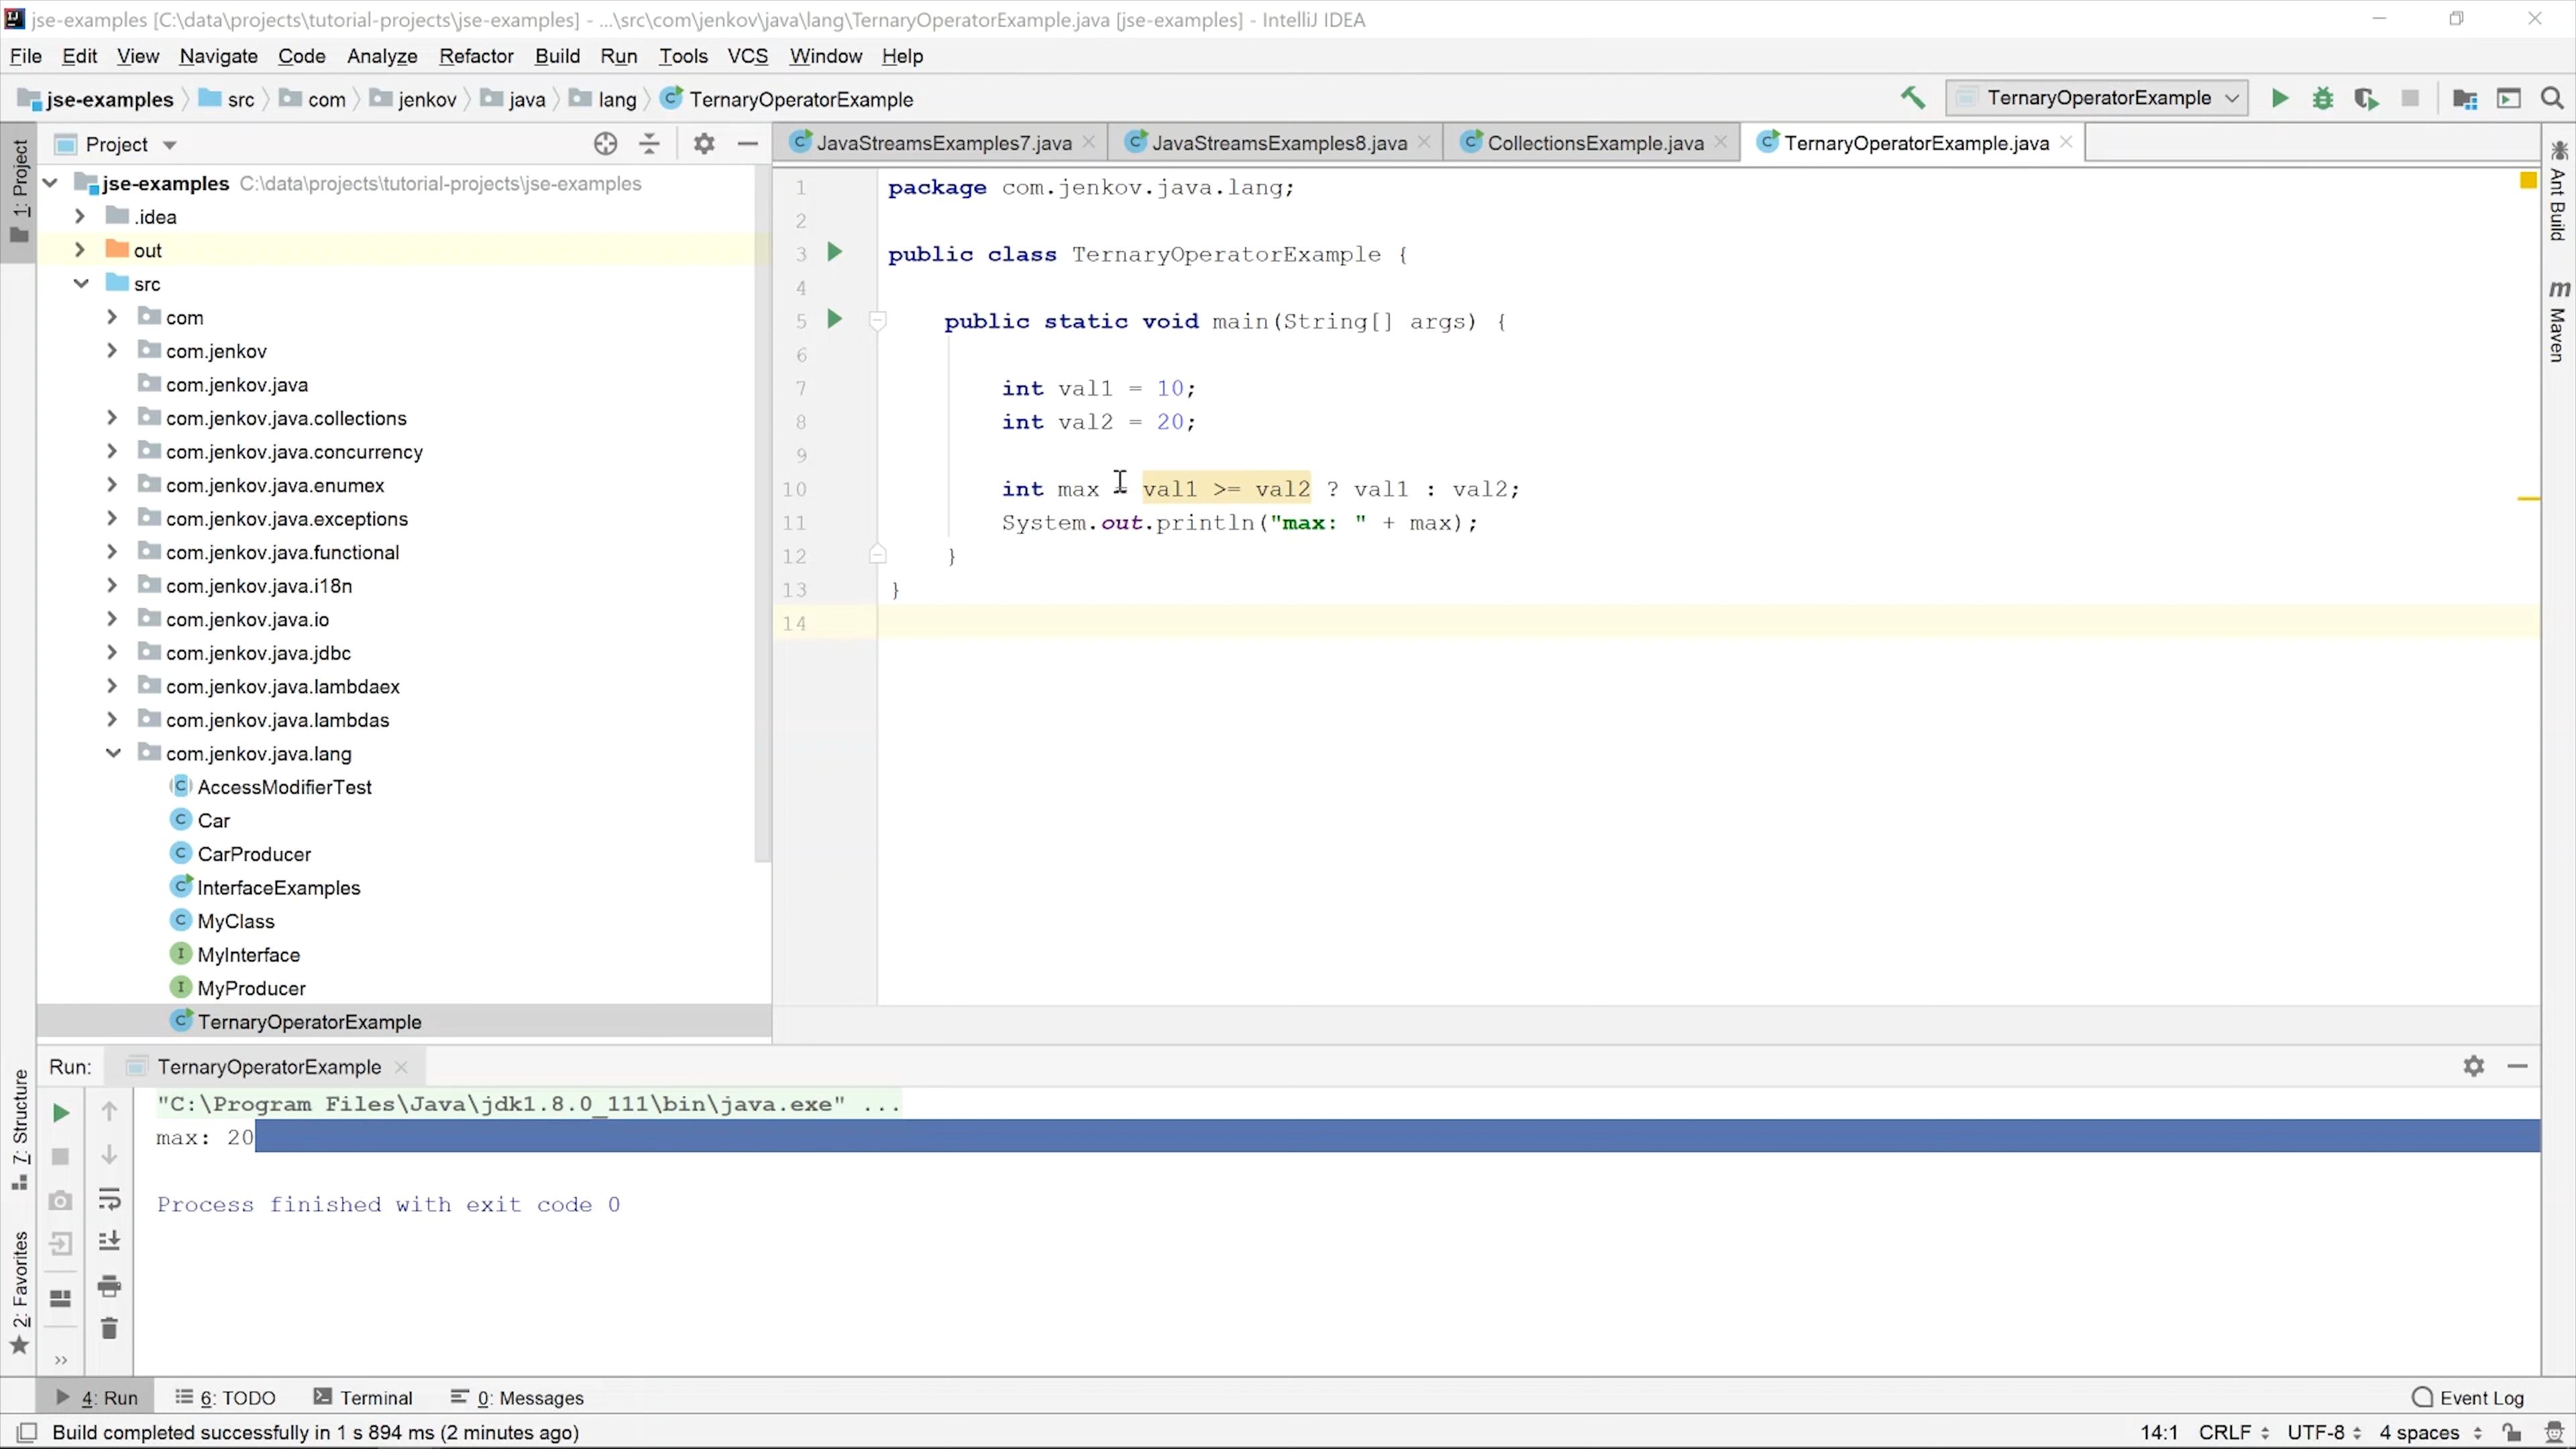 jse-examples [C:\data\projects\tutorial-projects\jse-examples] - ...\src\com\jenkov\java\lang\TernaryOperatorExample.java [jse-examples] - IntelliJ IDEA
File Edit View Navigate Code Analyze Refactor Build Run Tools VCS Window Help
jse-examples src com jenkov java lang TernaryOperatorExample
TernaryOperatorExample
1: Project
Project
jse-examples C:\data\projects\tutorial-projects\jse-examples
.idea
out
src
com
com.jenkov
com.jenkov.java
com.jenkov.java.collections
com.jenkov.java.concurrency
com.jenkov.java.enumex
com.jenkov.java.exceptions
com.jenkov.java.functional
com.jenkov.java.i18n
com.jenkov.java.io
com.jenkov.java.jdbc
com.jenkov.java.lambdaex
com.jenkov.java.lambdas
com.jenkov.java.lang
AccessModifierTest
Car
CarProducer
InterfaceExamples
MyClass
MyInterface
MyProducer
TernaryOperatorExample
JavaStreamsExamples7.java JavaStreamsExamples8.java CollectionsExample.java TernaryOperatorExample.java
1 package com.jenkov.java.lang;
2
3 public class TernaryOperatorExample {
4
5 public static void main(String[] args) {
6
7 int val1 = 10;
8 int val2 = 20;
9
10 int max = val1 >= val2 ? val1 : val2;
11 System.out.println("max: " + max);
12 }
13 }
14
Ant Build
Maven
7: Structure
2: Favorites
Run: TernaryOperatorExample
"C:\Program Files\Java\jdk1.8.0_111\bin\java.exe" ...
max: 20
Process finished with exit code 0
4: Run 6: TODO Terminal 0: Messages Event Log
Build completed successfully in 1 s 894 ms (2 minutes ago) 14:1 CRLF UTF-8 4 spaces